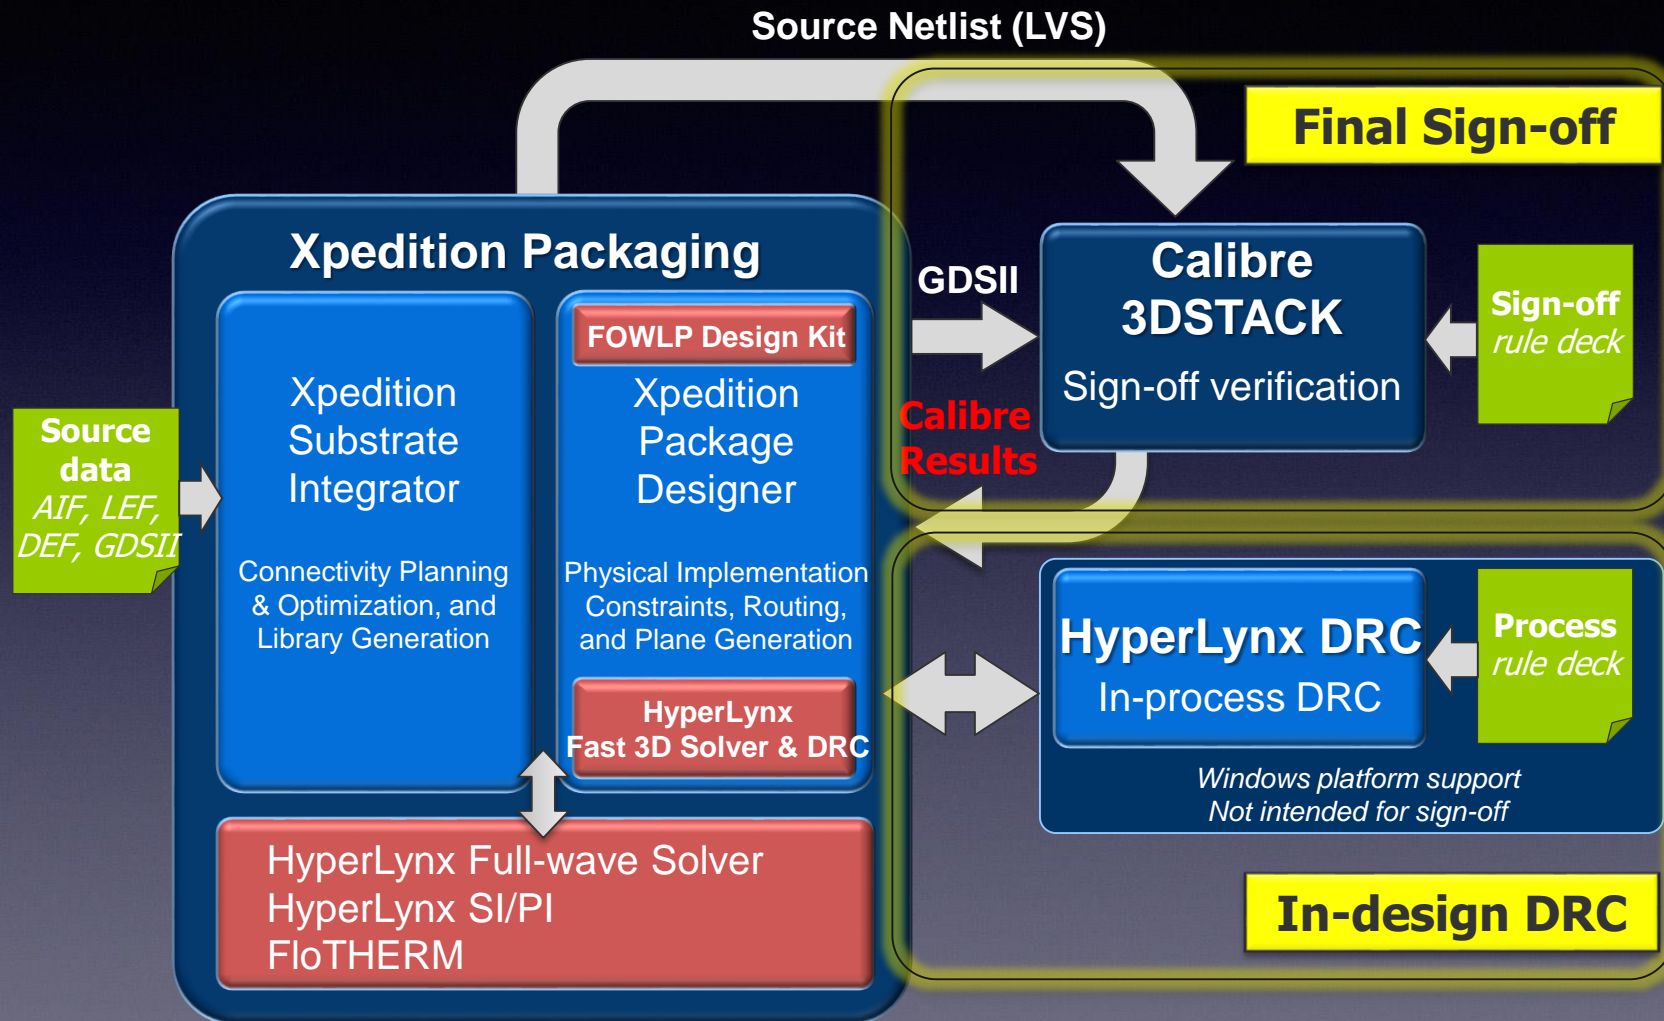 Source Netlist (LVS)
Final Sign-off
Xpedition Packaging
FOWLP Design Kit
Xpedition
Substrate
Integrator
Connectivity Planning
& Optimization, and
Library Generation
Xpedition
Package
Designer
Physical Implementation
Constraints, Routing,
and Plane Generation
HyperLynx
Fast 3D Solver & DRC
HyperLynx Full-wave Solver
HyperLynx SI/PI
FloTHERM
Source
data
AIF, LEF,
DEF, GDSII
GDSII
Calibre
Results
Calibre
3DSTACK
Sign-off verification
Sign-off
rule deck
HyperLynx DRC
In-process DRC
Process
rule deck
Windows platform support
Not intended for sign-off
In-design DRC